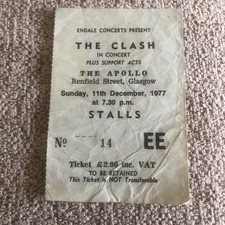 ENDALE CONCERTS PRESENT
THE CLASH
IN CONCERT
PLUS SUPPORT ACTS
THE APOLLO
Renfield Street, Glasgow
Sunday, 11th December, 1977
at 7.30 p.m.
STALLS
No 14 EE
Ticket £2.00 inc. VAT
TO BE RETAINED
This Ticket is NOT Transferable